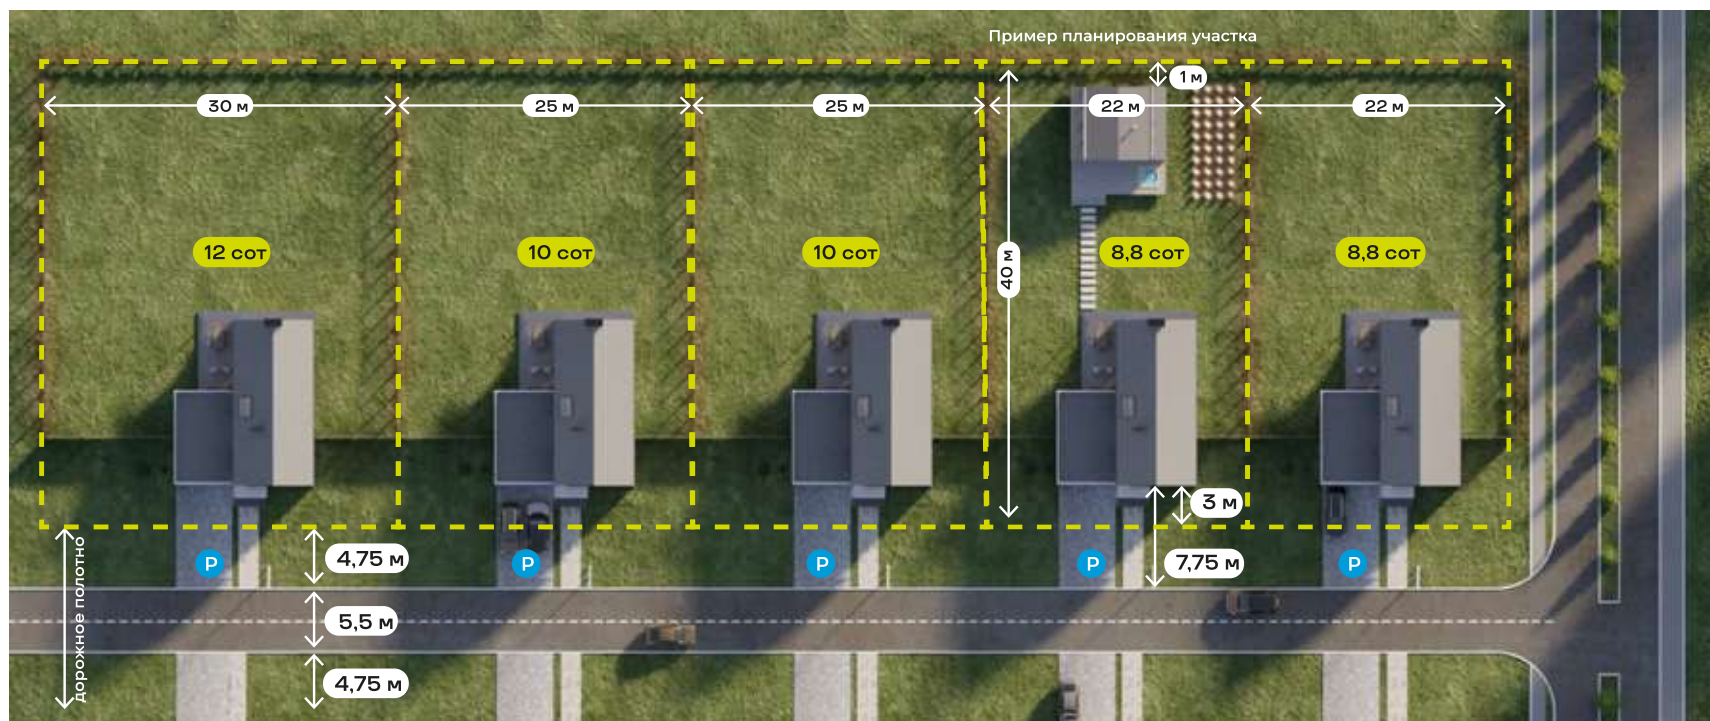 Пример планирования участка
1 м
30 м
25 м
25 м
22 м
22 м
12 сот
10 сот
10 сот
8,8 сот
8,8 сот
40 м
3 м
дорожное полотно
4,75 м
P
P
P
P
P
7,75 м
5,5 м
4,75 м